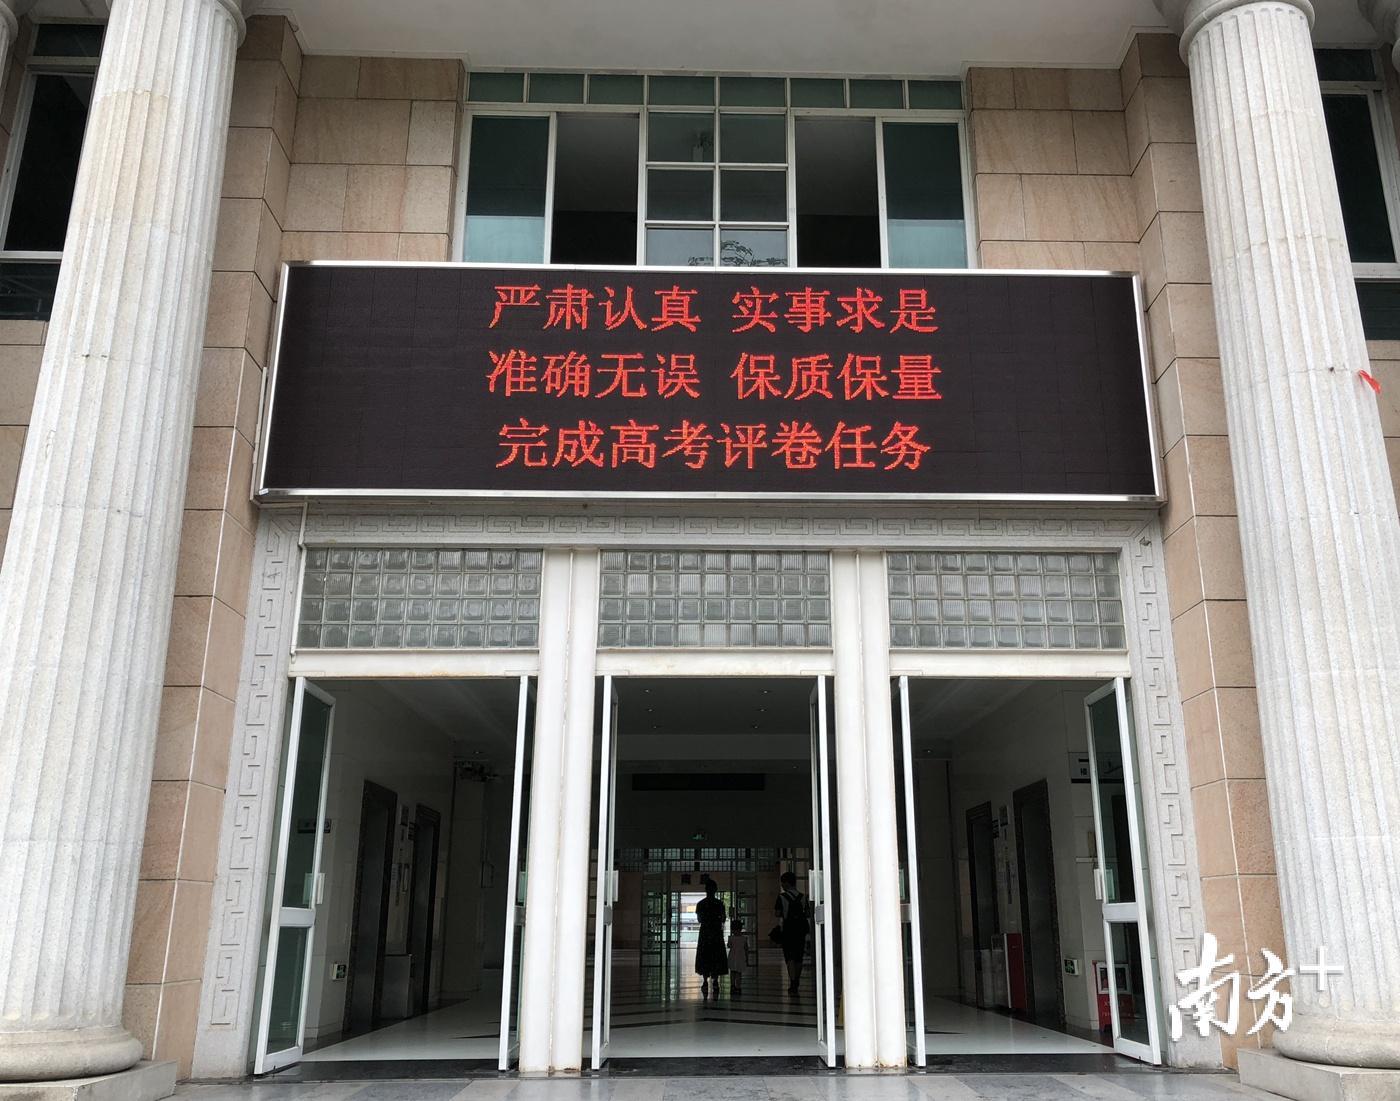 严肃认真 实事求是
准确无误 保质保量
完成高考评卷任务
南方+